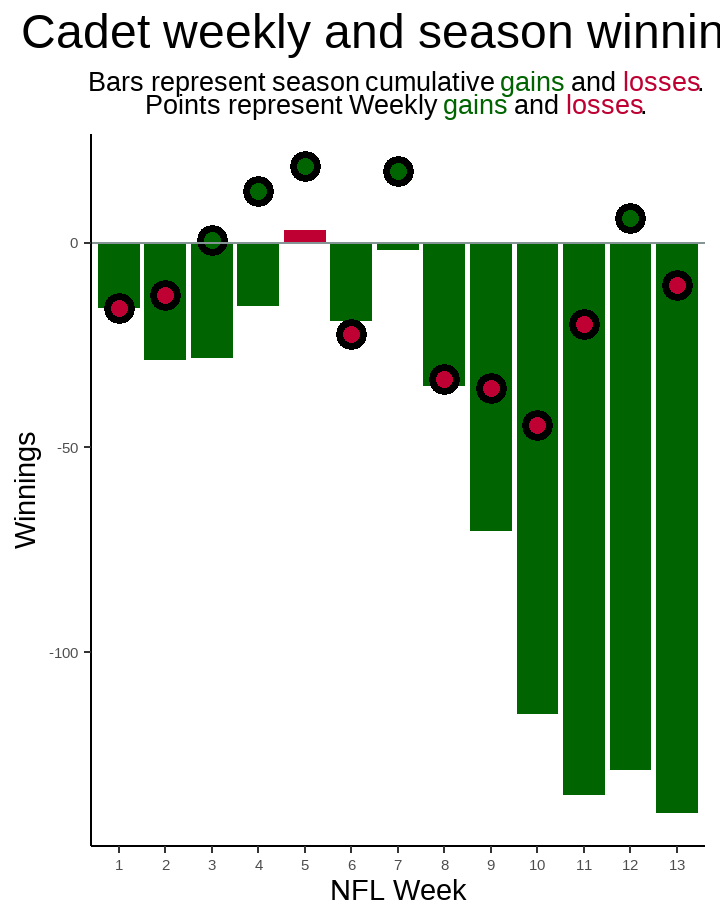 Cadet weekly and season winnin
Bars represent season cumulative gains and losses.
Points represent Weekly gains and losses.
0
-50
-100
Winnings
1 2 3 4 5 6 7 8 9 10 11 12 13
NFL Week